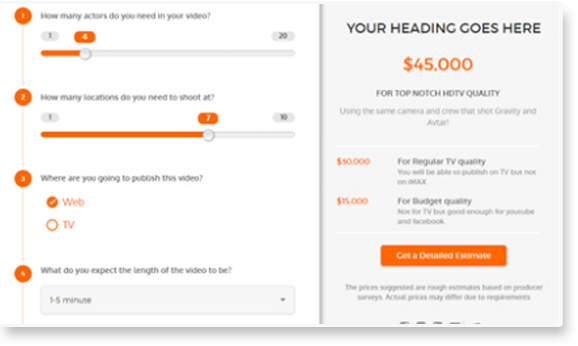 1
How many actors do you need in your video?
1 4 20
2
How many locations do you need to shoot at?
1 7 10
3
Where are you going to publish this video?
Web
TV
4
What do you expect the length of the video to be?
1-5 minute
YOUR HEADING GOES HERE
$45,000
FOR TOP NOTCH HDTV QUALITY
Using the same camera and crew that shot Gravity and
Avtar!
$30,000 For Regular TV quality
You will be able to publish on TV but not
on iMAX
$15,000 For Budget quality
Not for TV but good enough for youtube
and facebook.
Get a Detailed Estimate
The prices suggested are rough estimates based on producer
surveys. Actual prices may differ due to requirements